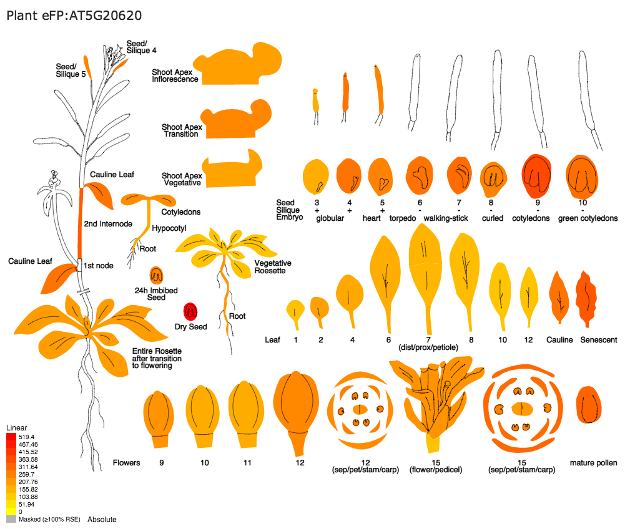 Plant eFP:AT5G20620
Seed/
Silique 4
Seed/
Silique 5
Shoot Apex
Inflorescence
Shoot Apex
Transition
Shoot Apex
Vegetative
Cauline Leaf
Cotyledons
2nd Internode
Hypocotyl
Root
Cauline Leaf
1st node
24h Imbibed
Seed
Vegetative
Roesette
Dry Seed
Root
Entire Rosette
after transition
to flowering
Seed 3 4 5 6 7 8 9 10
Silique + + + - - - - -
Embryo globular heart torpedo walking-stick curled cotyledons green cotyledons
Leaf 1 2 4 6 7 8 10 12 Cauline Senescent
(dist/prox/petiole)
Flowers 9 10 11 12 12 15 15 mature pollen
(sep/pet/stam/carp) (flower/pedicel) (sep/pet/stam/carp)
Linear
519.4
467.46
415.52
363.58
311.64
259.7
207.76
155.82
103.88
51.94
0
Masked (≥100% RSE) Absolute